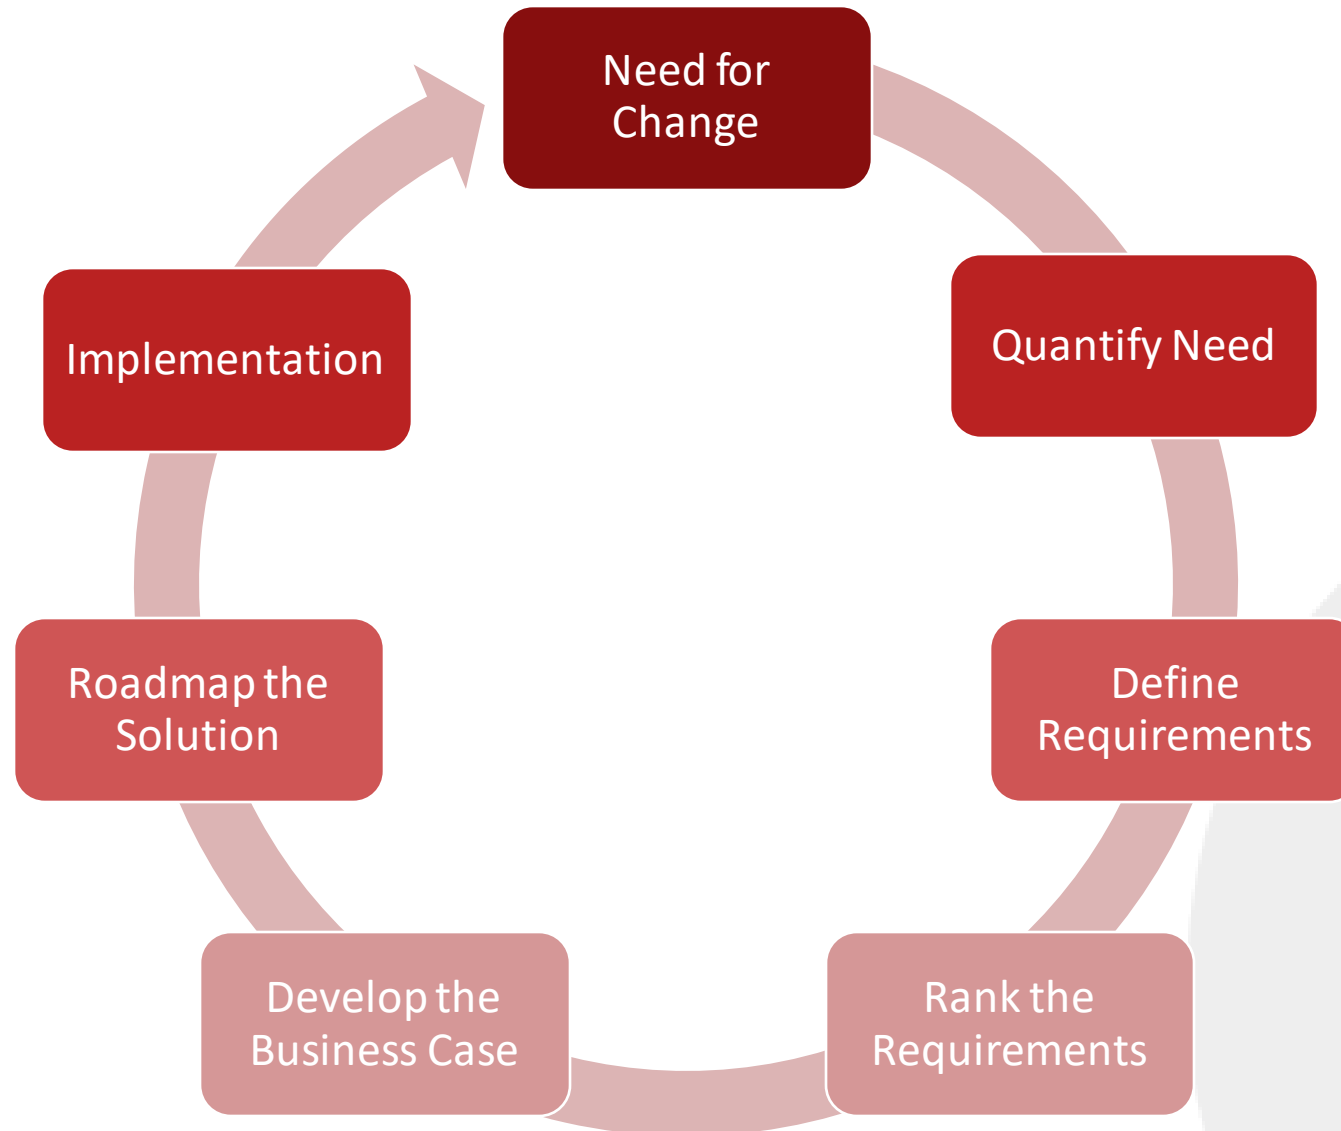 Need for
Change
Quantify Need
Define
Requirements
Rank the
Requirements
Develop the
Business Case
Roadmap the
Solution
Implementation